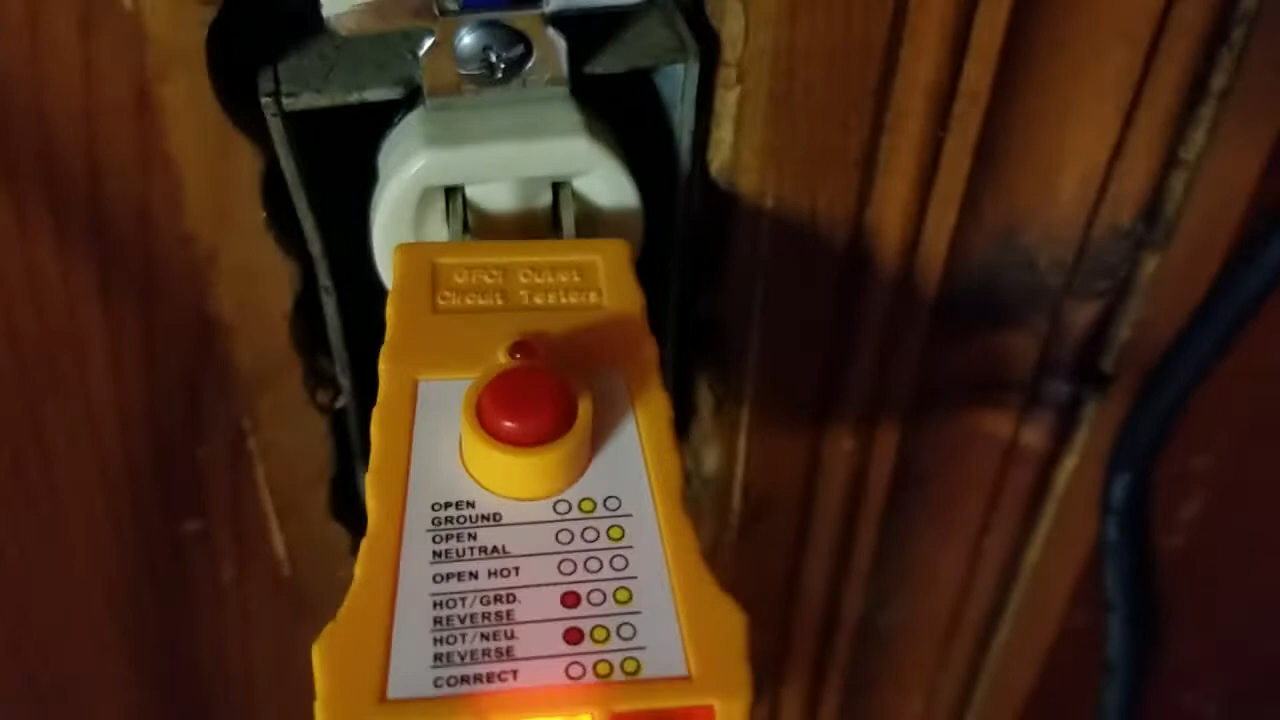 GFCI Outlet
Circuit Testers
OPEN
GROUND
OPEN
NEUTRAL
OPEN HOT
HOT/GRD.
REVERSE
HOT/NEU.
REVERSE
CORRECT